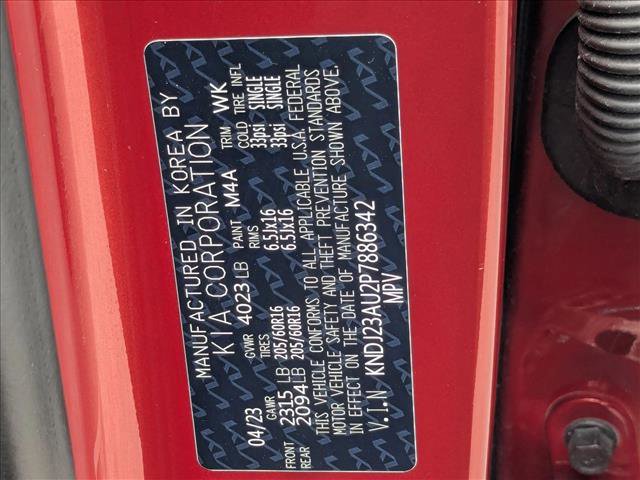 MANUFACTURED IN KOREA BY
KIA CORPORATION
04/23 GVWR 4023 LB PAINT M4A TRIM WK
GAWR TIRES RIMS COLD TIRE INFL
FRONT 2315 LB 205/60R16 6.5Jx16 33psi SINGLE
REAR 2094 LB 205/60R16 6.5Jx16 33psi SINGLE
THIS VEHICLE CONFORMS TO ALL APPLICABLE U.S.A. FEDERAL
MOTOR VEHICLE SAFETY AND THEFT PREVENTION STANDARDS
IN EFFECT ON THE DATE OF MANUFACTURE SHOWN ABOVE.
V.I.N KNDJ23AU2P7886342
MPV